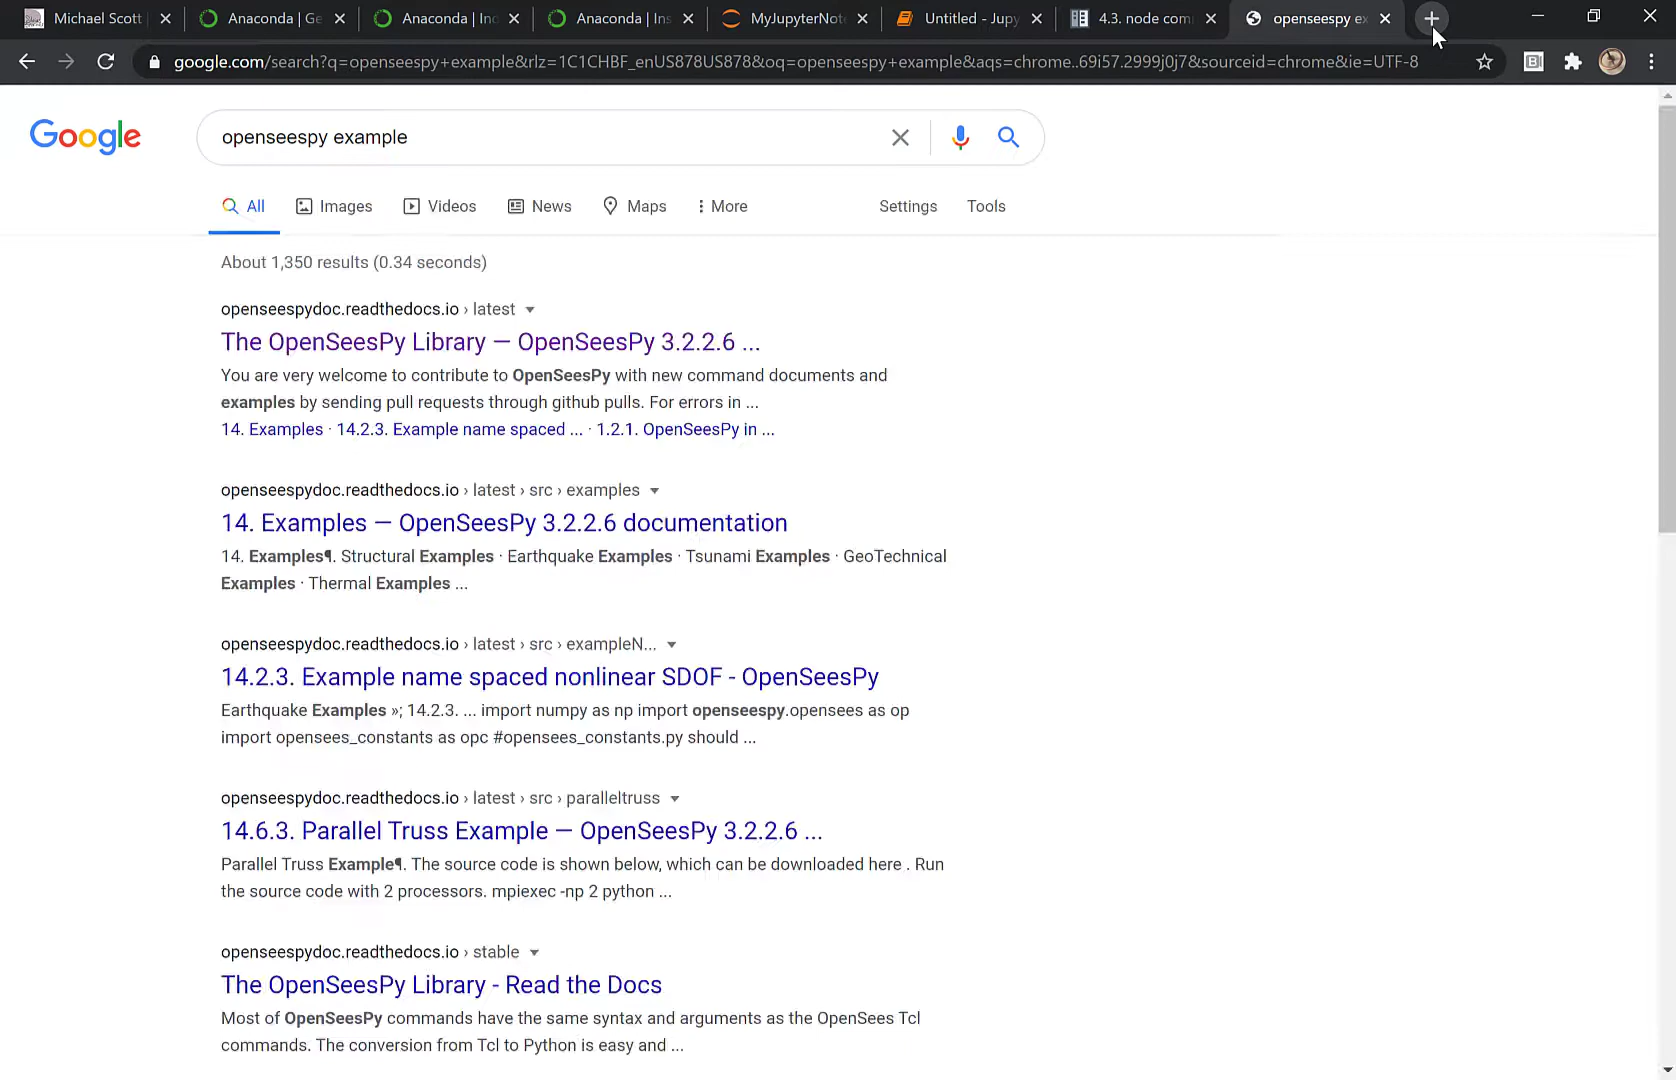 Michael Scott
Anaconda | Ge
Anaconda | Ind
Anaconda | Ins
MyJupyterNote
Untitled - Jupy
4.3. node com
openseespy ex
google.com/search?q=openseespy+example&rlz=1C1CHBF_enUS878US878&oq=openseespy+example&aqs=chrome..69i57.2999j0j7&sourceid=chrome&ie=UTF-8
Google
openseespy example
All
Images
Videos
News
Maps
More
Settings
Tools
About 1,350 results (0.34 seconds)
openseespydoc.readthedocs.io › latest
The OpenSeesPy Library — OpenSeesPy 3.2.2.6 ...
You are very welcome to contribute to OpenSeesPy with new command documents and
examples by sending pull requests through github pulls. For errors in ...
14. Examples · 14.2.3. Example name spaced ... · 1.2.1. OpenSeesPy in ...
openseespydoc.readthedocs.io › latest › src › examples
14. Examples — OpenSeesPy 3.2.2.6 documentation
14. Examples¶. Structural Examples · Earthquake Examples · Tsunami Examples · GeoTechnical
Examples · Thermal Examples ...
openseespydoc.readthedocs.io › latest › src › exampleN...
14.2.3. Example name spaced nonlinear SDOF - OpenSeesPy
Earthquake Examples »; 14.2.3. ... import numpy as np import openseespy.opensees as op
import opensees_constants as opc #opensees_constants.py should ...
openseespydoc.readthedocs.io › latest › src › paralleltruss
14.6.3. Parallel Truss Example — OpenSeesPy 3.2.2.6 ...
Parallel Truss Example¶. The source code is shown below, which can be downloaded here . Run
the source code with 2 processors. mpiexec -np 2 python ...
openseespydoc.readthedocs.io › stable
The OpenSeesPy Library - Read the Docs
Most of OpenSeesPy commands have the same syntax and arguments as the OpenSees Tcl
commands. The conversion from Tcl to Python is easy and ...